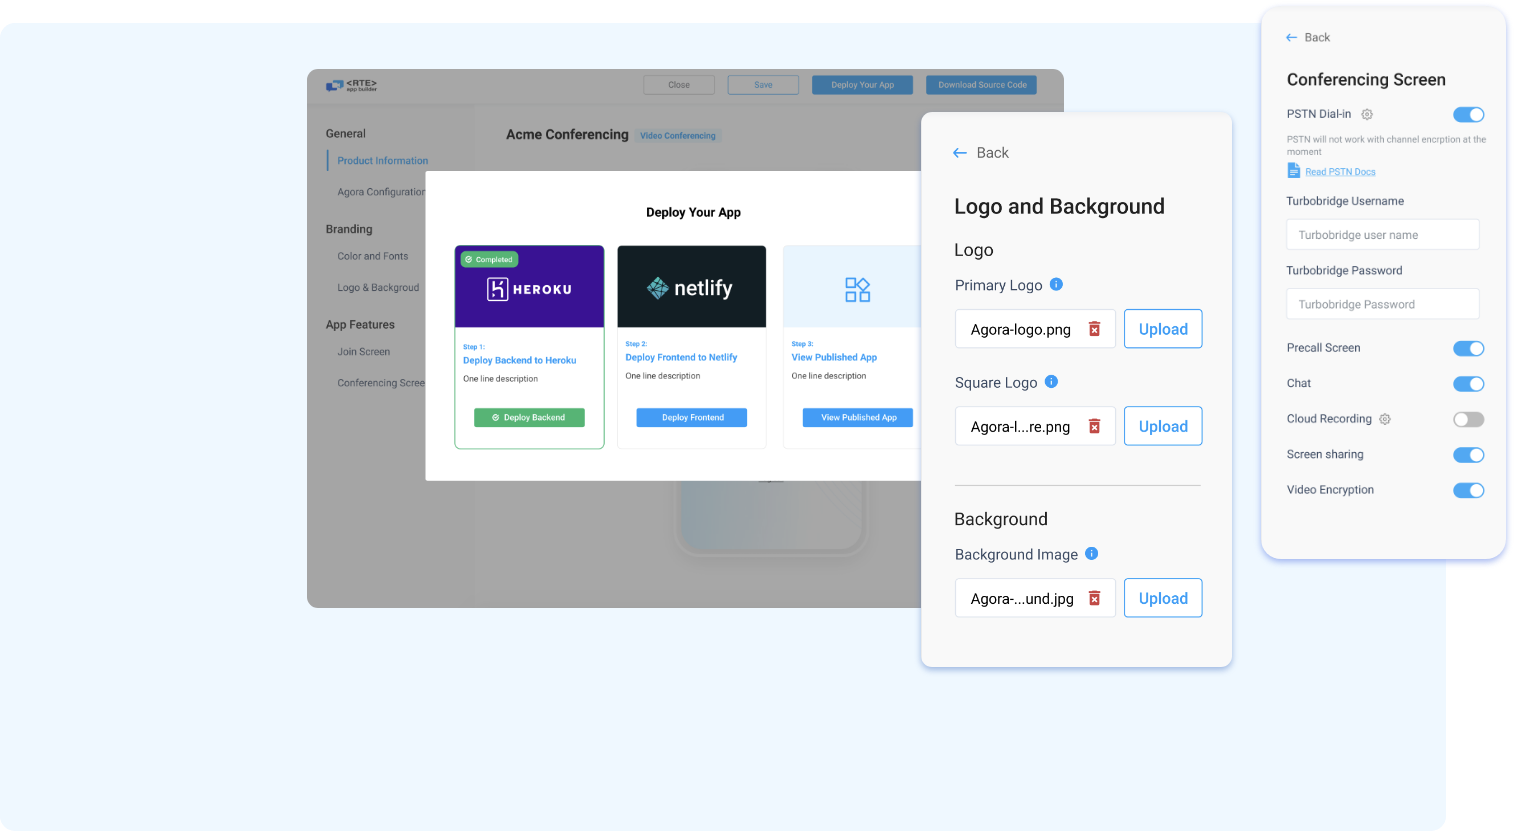 <RTE>
app builder
Close
Save
Deploy Your App
Download Source Code
General
Product Information
Agora Configuration
Branding
Color and Fonts
Logo & Backgroud
App Features
Join Screen
Conferencing Scree
Acme Conferencing
Video Conferencing
Deploy Your App
Completed
HEROKU
Step 1:
Deploy Backend to Heroku
One line description
Deploy Backend
netlify
Step 2:
Deploy Frontend to Netlify
One line description
Deploy Frontend
Step 3:
View Published App
One line description
View Published App
Back
Logo and Background
Logo
Primary Logo
Agora-logo.png
Upload
Square Logo
Agora-l...re.png
Upload
Background
Background Image
Agora-...und.jpg
Upload
Back
Conferencing Screen
PSTN Dial-in
PSTN will not work with channel encrption at the
moment
Read PSTN Docs
Turbobridge Username
Turbobridge user name
Turbobridge Password
Turbobridge Password
Precall Screen
Chat
Cloud Recording
Screen sharing
Video Encryption